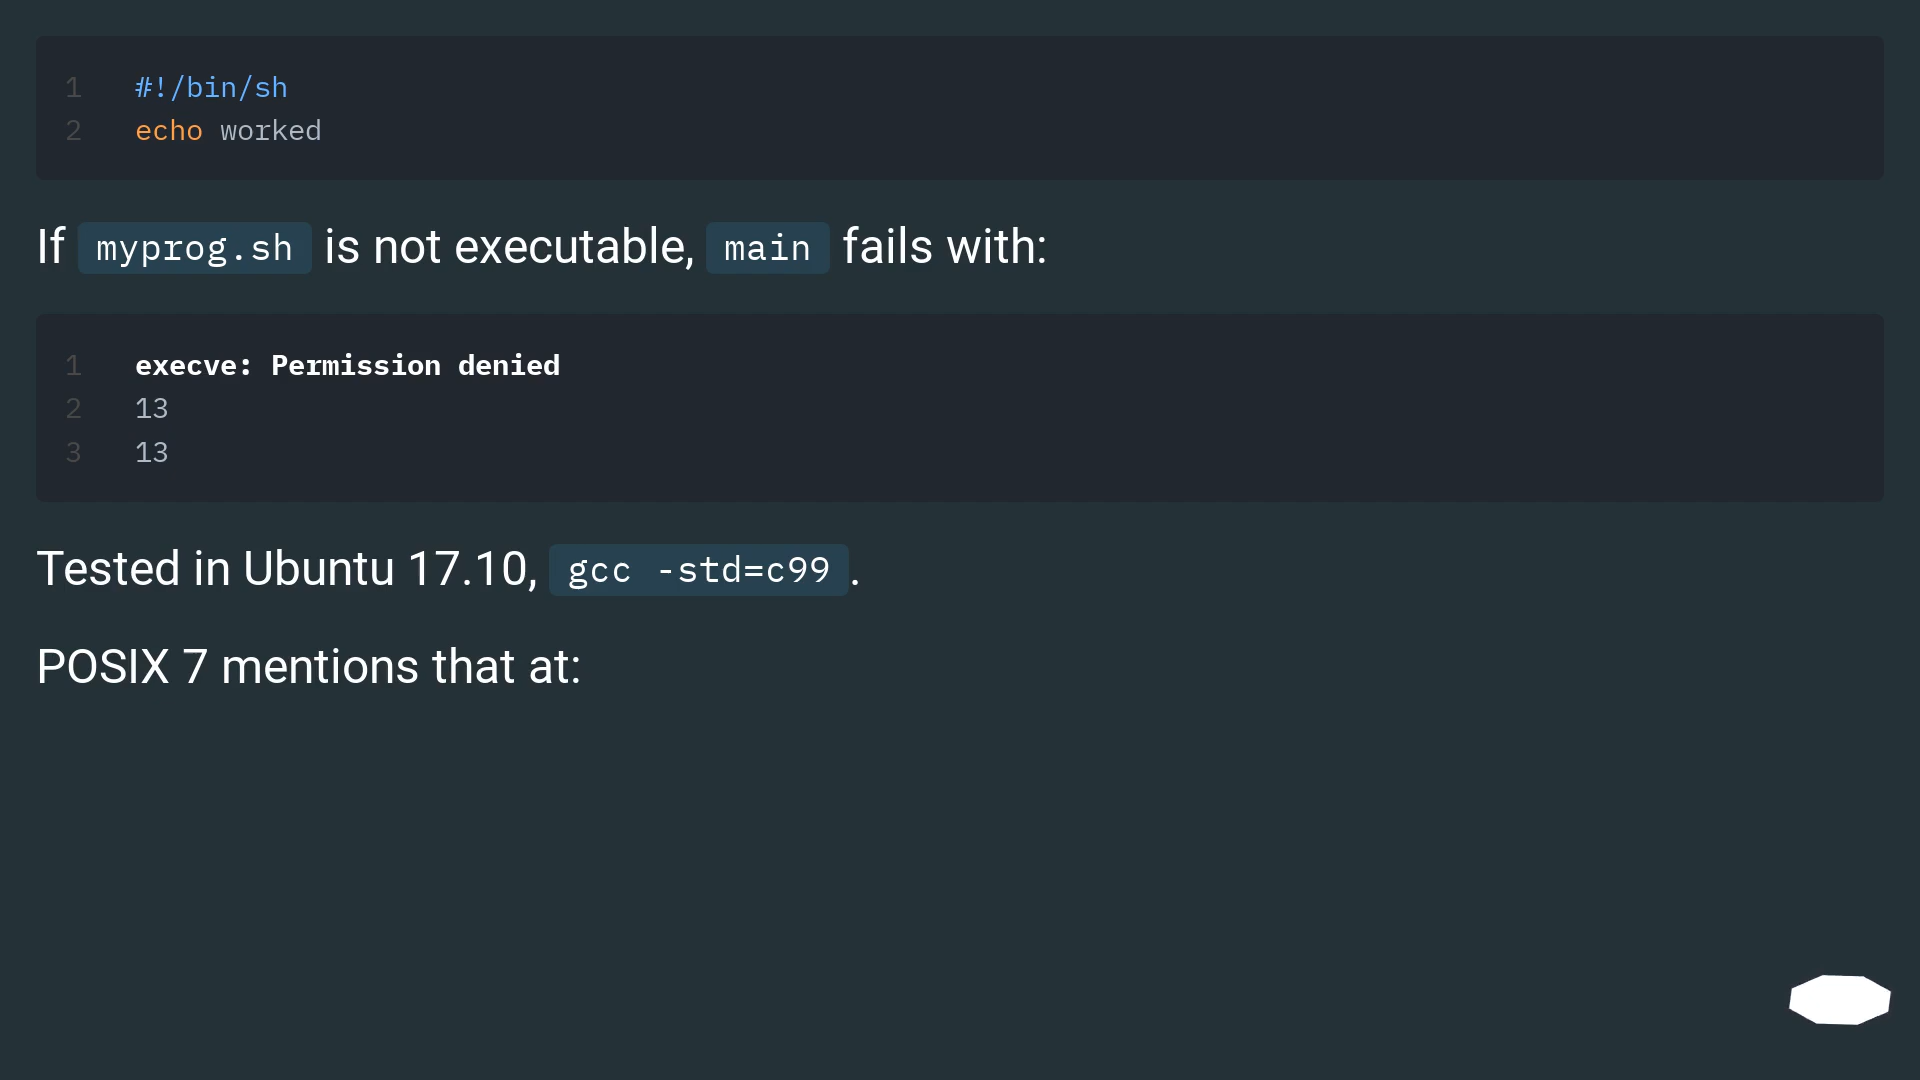 1 #!/bin/sh
2 echo worked
If myprog.sh is not executable, main fails with:
1 execve: Permission denied
2 13
3 13
Tested in Ubuntu 17.10, gcc -std=c99.
POSIX 7 mentions that at: